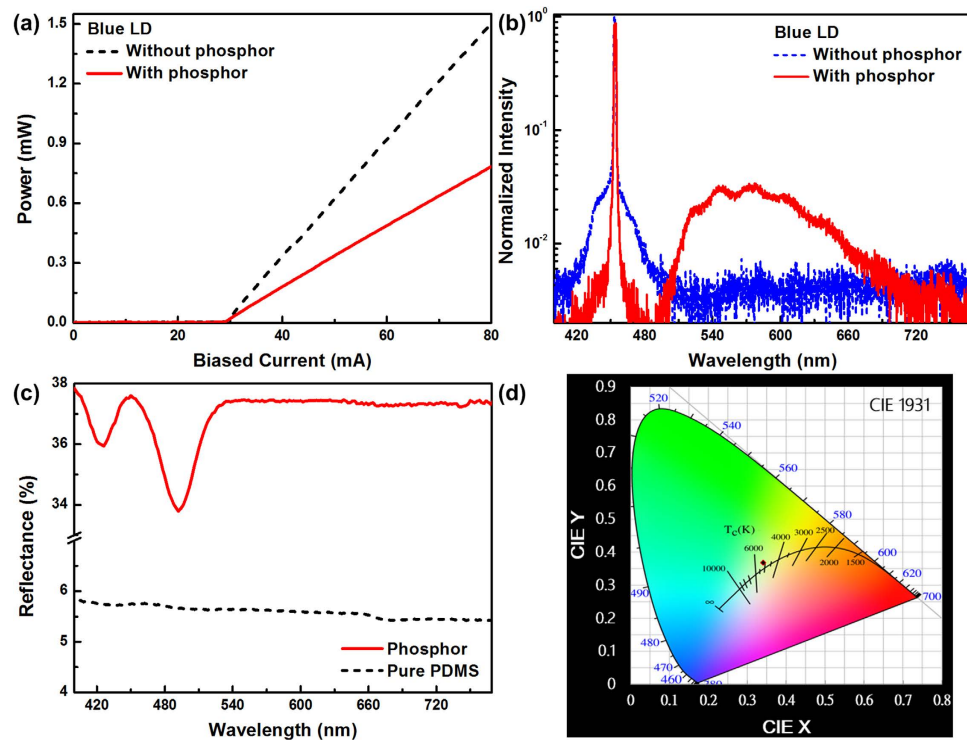 (a)
Blue LD
Without phosphor
With phosphor
1.5
1.2
0.9
0.6
0.3
0.0
Power (mW)
0 20 40 60 80
Biased Current (mA)
(b)
Blue LD
Without phosphor
With phosphor
10^0
10^-1
10^-2
Normalized Intensity
420 480 540 600 660 720
Wavelength (nm)
(c)
38
36
34
6
5
4
Reflectance (%)
Phosphor
Pure PDMS
420 480 540 600 660 720
Wavelength (nm)
(d)
CIE 1931
0.9
0.8
0.7
0.6
0.5
0.4
0.3
0.2
0.1
0
CIE Y
520
540
560
580
600
620
700
490
480
470
460
380
Tc(K)
10000
6000
4000
3000
2500
2000
1500
∞
0.0 0.1 0.2 0.3 0.4 0.5 0.6 0.7 0.8
CIE X